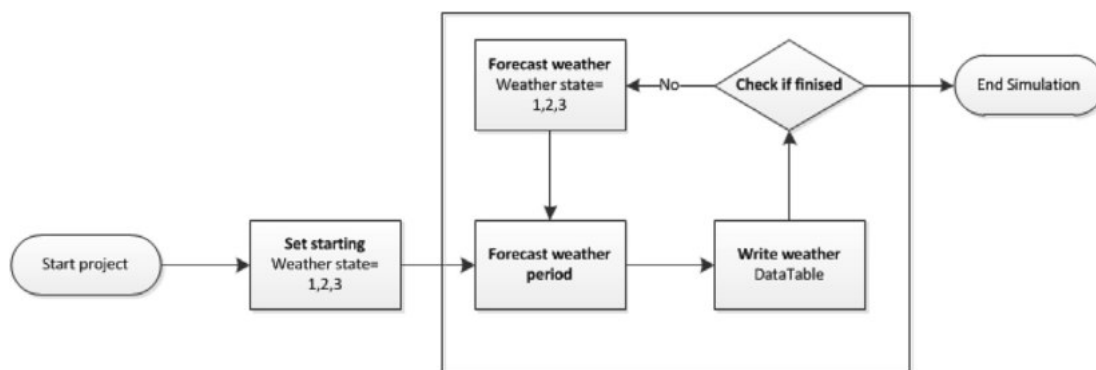 Forecast weather
Weather state=
1,2,3
No
Check if finised
End Simulation
Start project
Set starting
Weather state=
1,2,3
Forecast weather
period
Write weather
DataTable